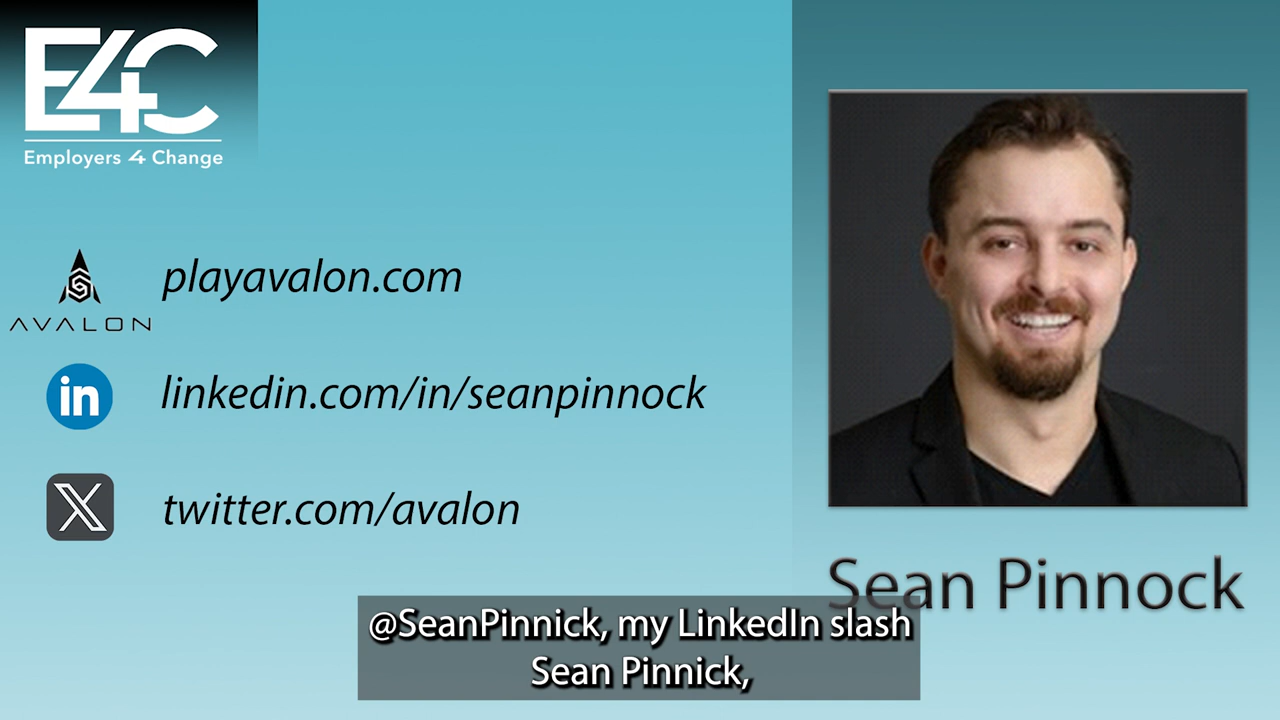 E4C
Employers 4 Change
playavalon.com
AVALON
in
linkedin.com/in/seanpinnock
X
twitter.com/avalon
Sean Pinnock
@SeanPinnick, my LinkedIn slash
Sean Pinnick,